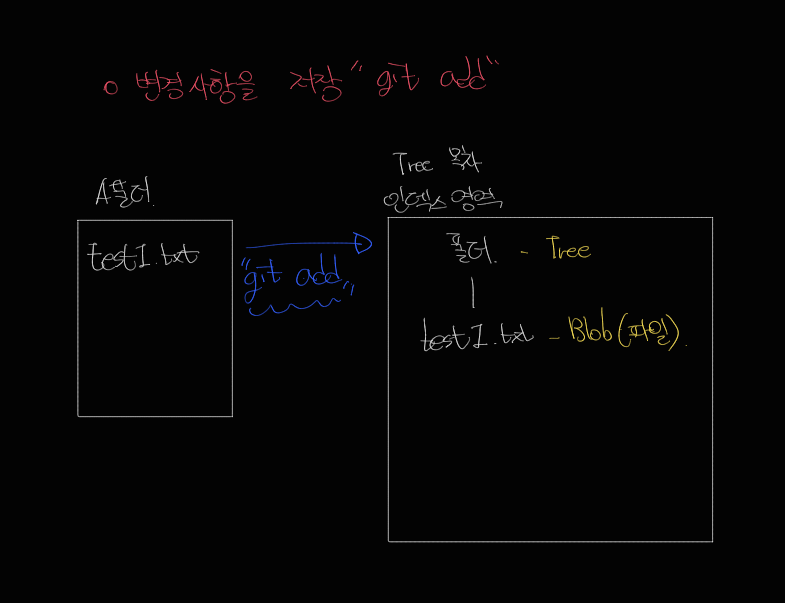 ○ 변경사항을 저장 "git add"
Tree 목차
A폴더.
인덱스 영역
test1.txt
"git add"
폴더. - Tree
test1.txt - Blob(파일).